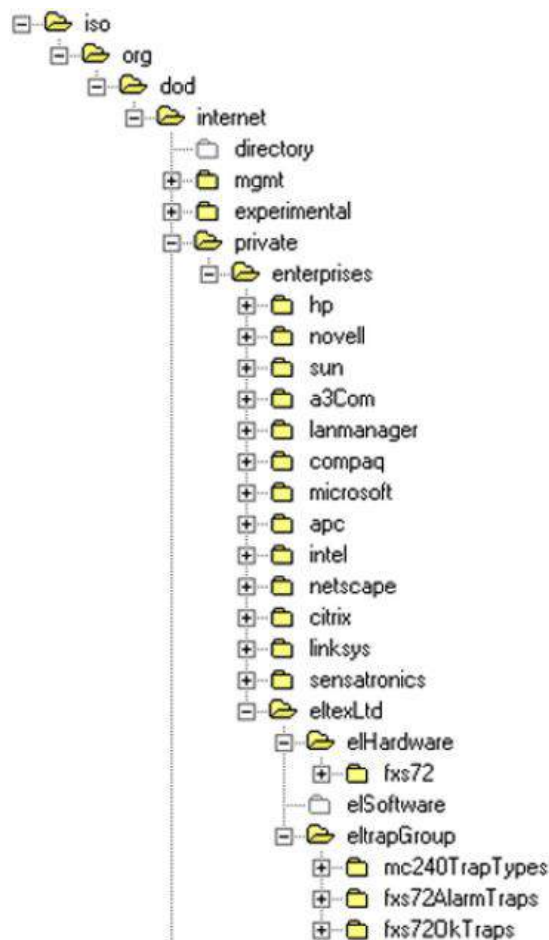 iso
org
dod
internet
directory
mgmt
experimental
private
enterprises
hp
novell
sun
a3Com
lanmanager
compaq
microsoft
apc
intel
netscape
citrix
linksys
sensatronics
eltexLtd
elHardware
fxs72
elSoftware
eltrapGroup
mc240TrapTypes
fxs72AlarmTraps
fxs72OkTraps